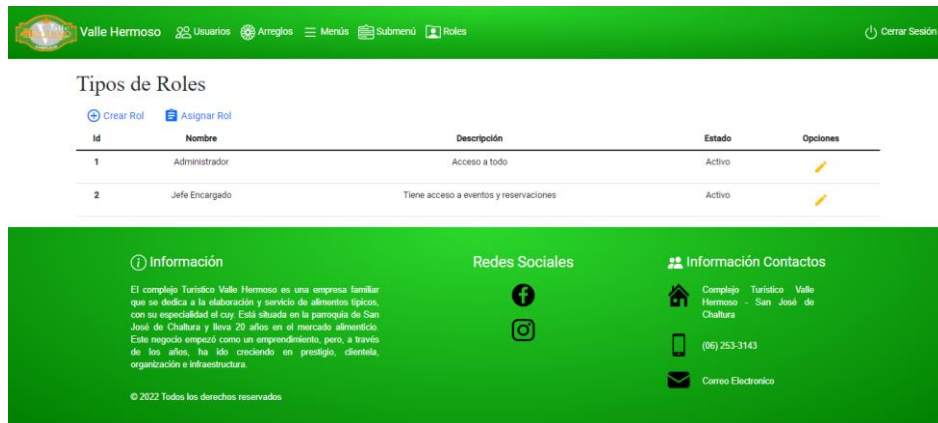 Valle Hermoso Usuarios Arreglos Menús Submenú Roles Cerrar Sesión
Tipos de Roles
Crear Rol Asignar Rol
Id Nombre Descripción Estado Opciones
1 Administrador Acceso a todo Activo
2 Jefe Encargado Tiene acceso a eventos y reservaciones Activo
Información
El complejo Turístico Valle Hermoso es una empresa familiar
que se dedica a la elaboración y servicio de alimentos típicos,
con su especialidad el cuy. Está situada en la parroquia de San
José de Chaltura y lleva 20 años en el mercado alimenticio.
Este negocio empezó como un emprendimiento, pero, a través
de los años, ha ido creciendo en prestigio, clientela,
organización e infraestructura.
© 2022 Todos los derechos reservados
Redes Sociales
Información Contactos
Complejo Turístico Valle
Hermoso - San José de
Chaltura
(06) 253-3143
Correo Electronico